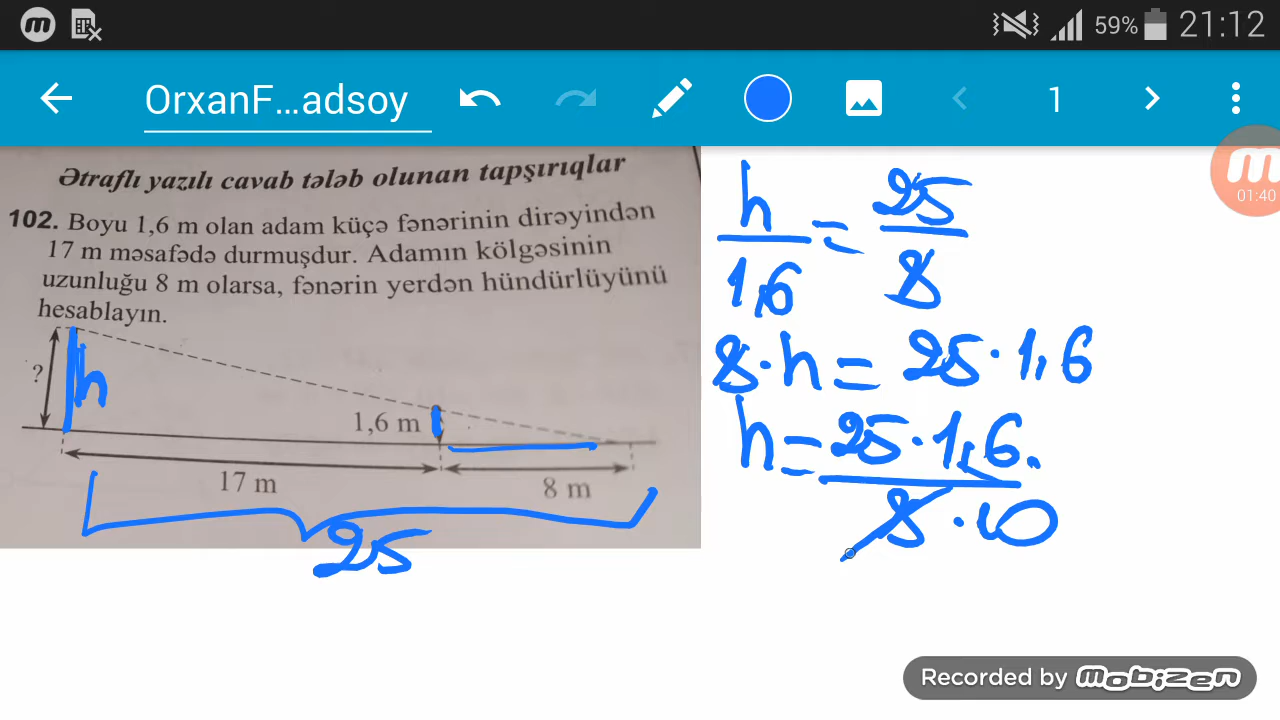 59% 21:12
OrxanF...adsoy
1
01:40
Ətraflı yazılı cavab tələb olunan tapşırıqlar
102. Boyu 1,6 m olan adam küçə fənərinin dirəyindən
17 m məsafədə durmuşdur. Adamın kölgəsinin
uzunluğu 8 m olarsa, fənərin yerdən hündürlüyünü
hesablayın.
? h
1,6 m
17 m
8 m
25
h/1,6 = 25/8
8·h = 25·1,6
h = 25·1,6./8·10
Recorded by mobizen